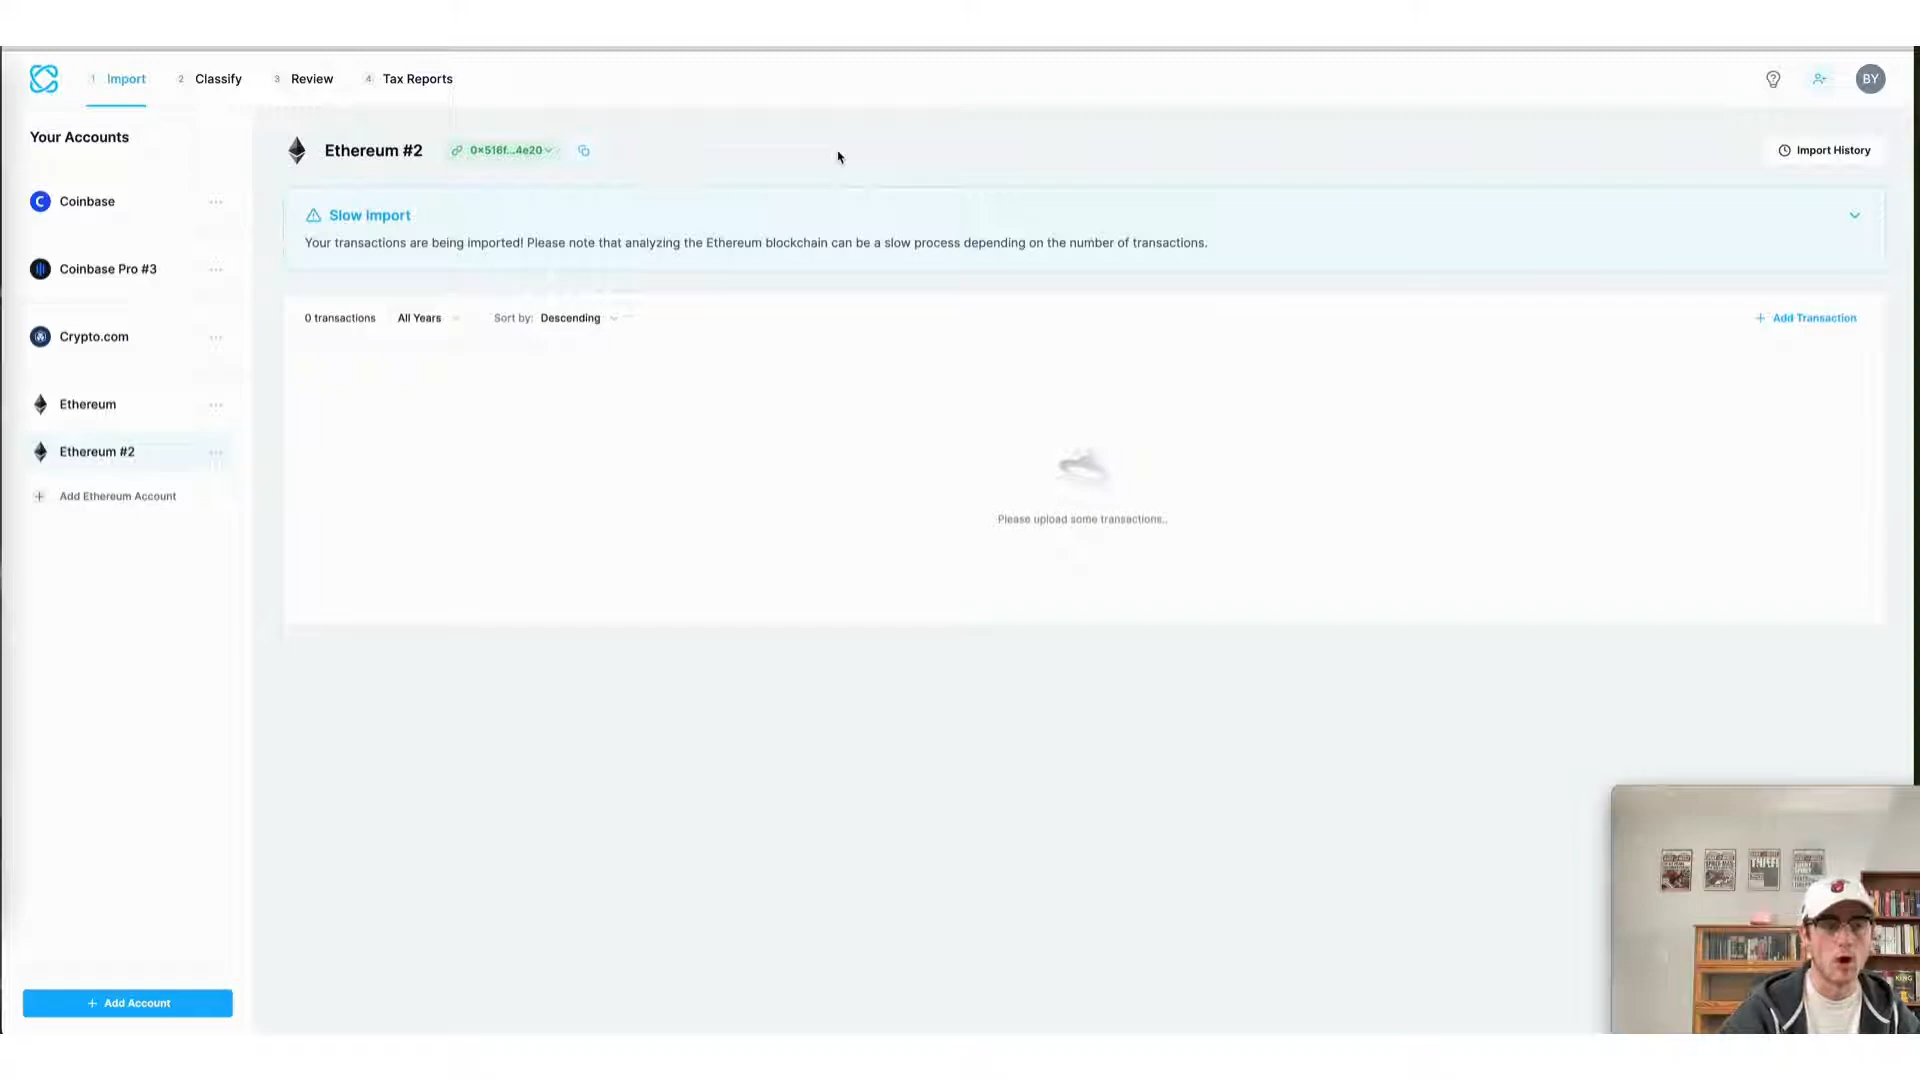 1 Import 2 Classify 3 Review 4 Tax Reports
BY
Your Accounts
Coinbase
Coinbase Pro #3
Crypto.com
Ethereum
Ethereum #2
Add Ethereum Account
Add Account
Ethereum #2 0x516f...4e20
Import History
Slow Import
Your transactions are being imported! Please note that analyzing the Ethereum blockchain can be a slow process depending on the number of transactions.
0 transactions All Years Sort by: Descending
Add Transaction
Please upload some transactions..
THIEF!
KING